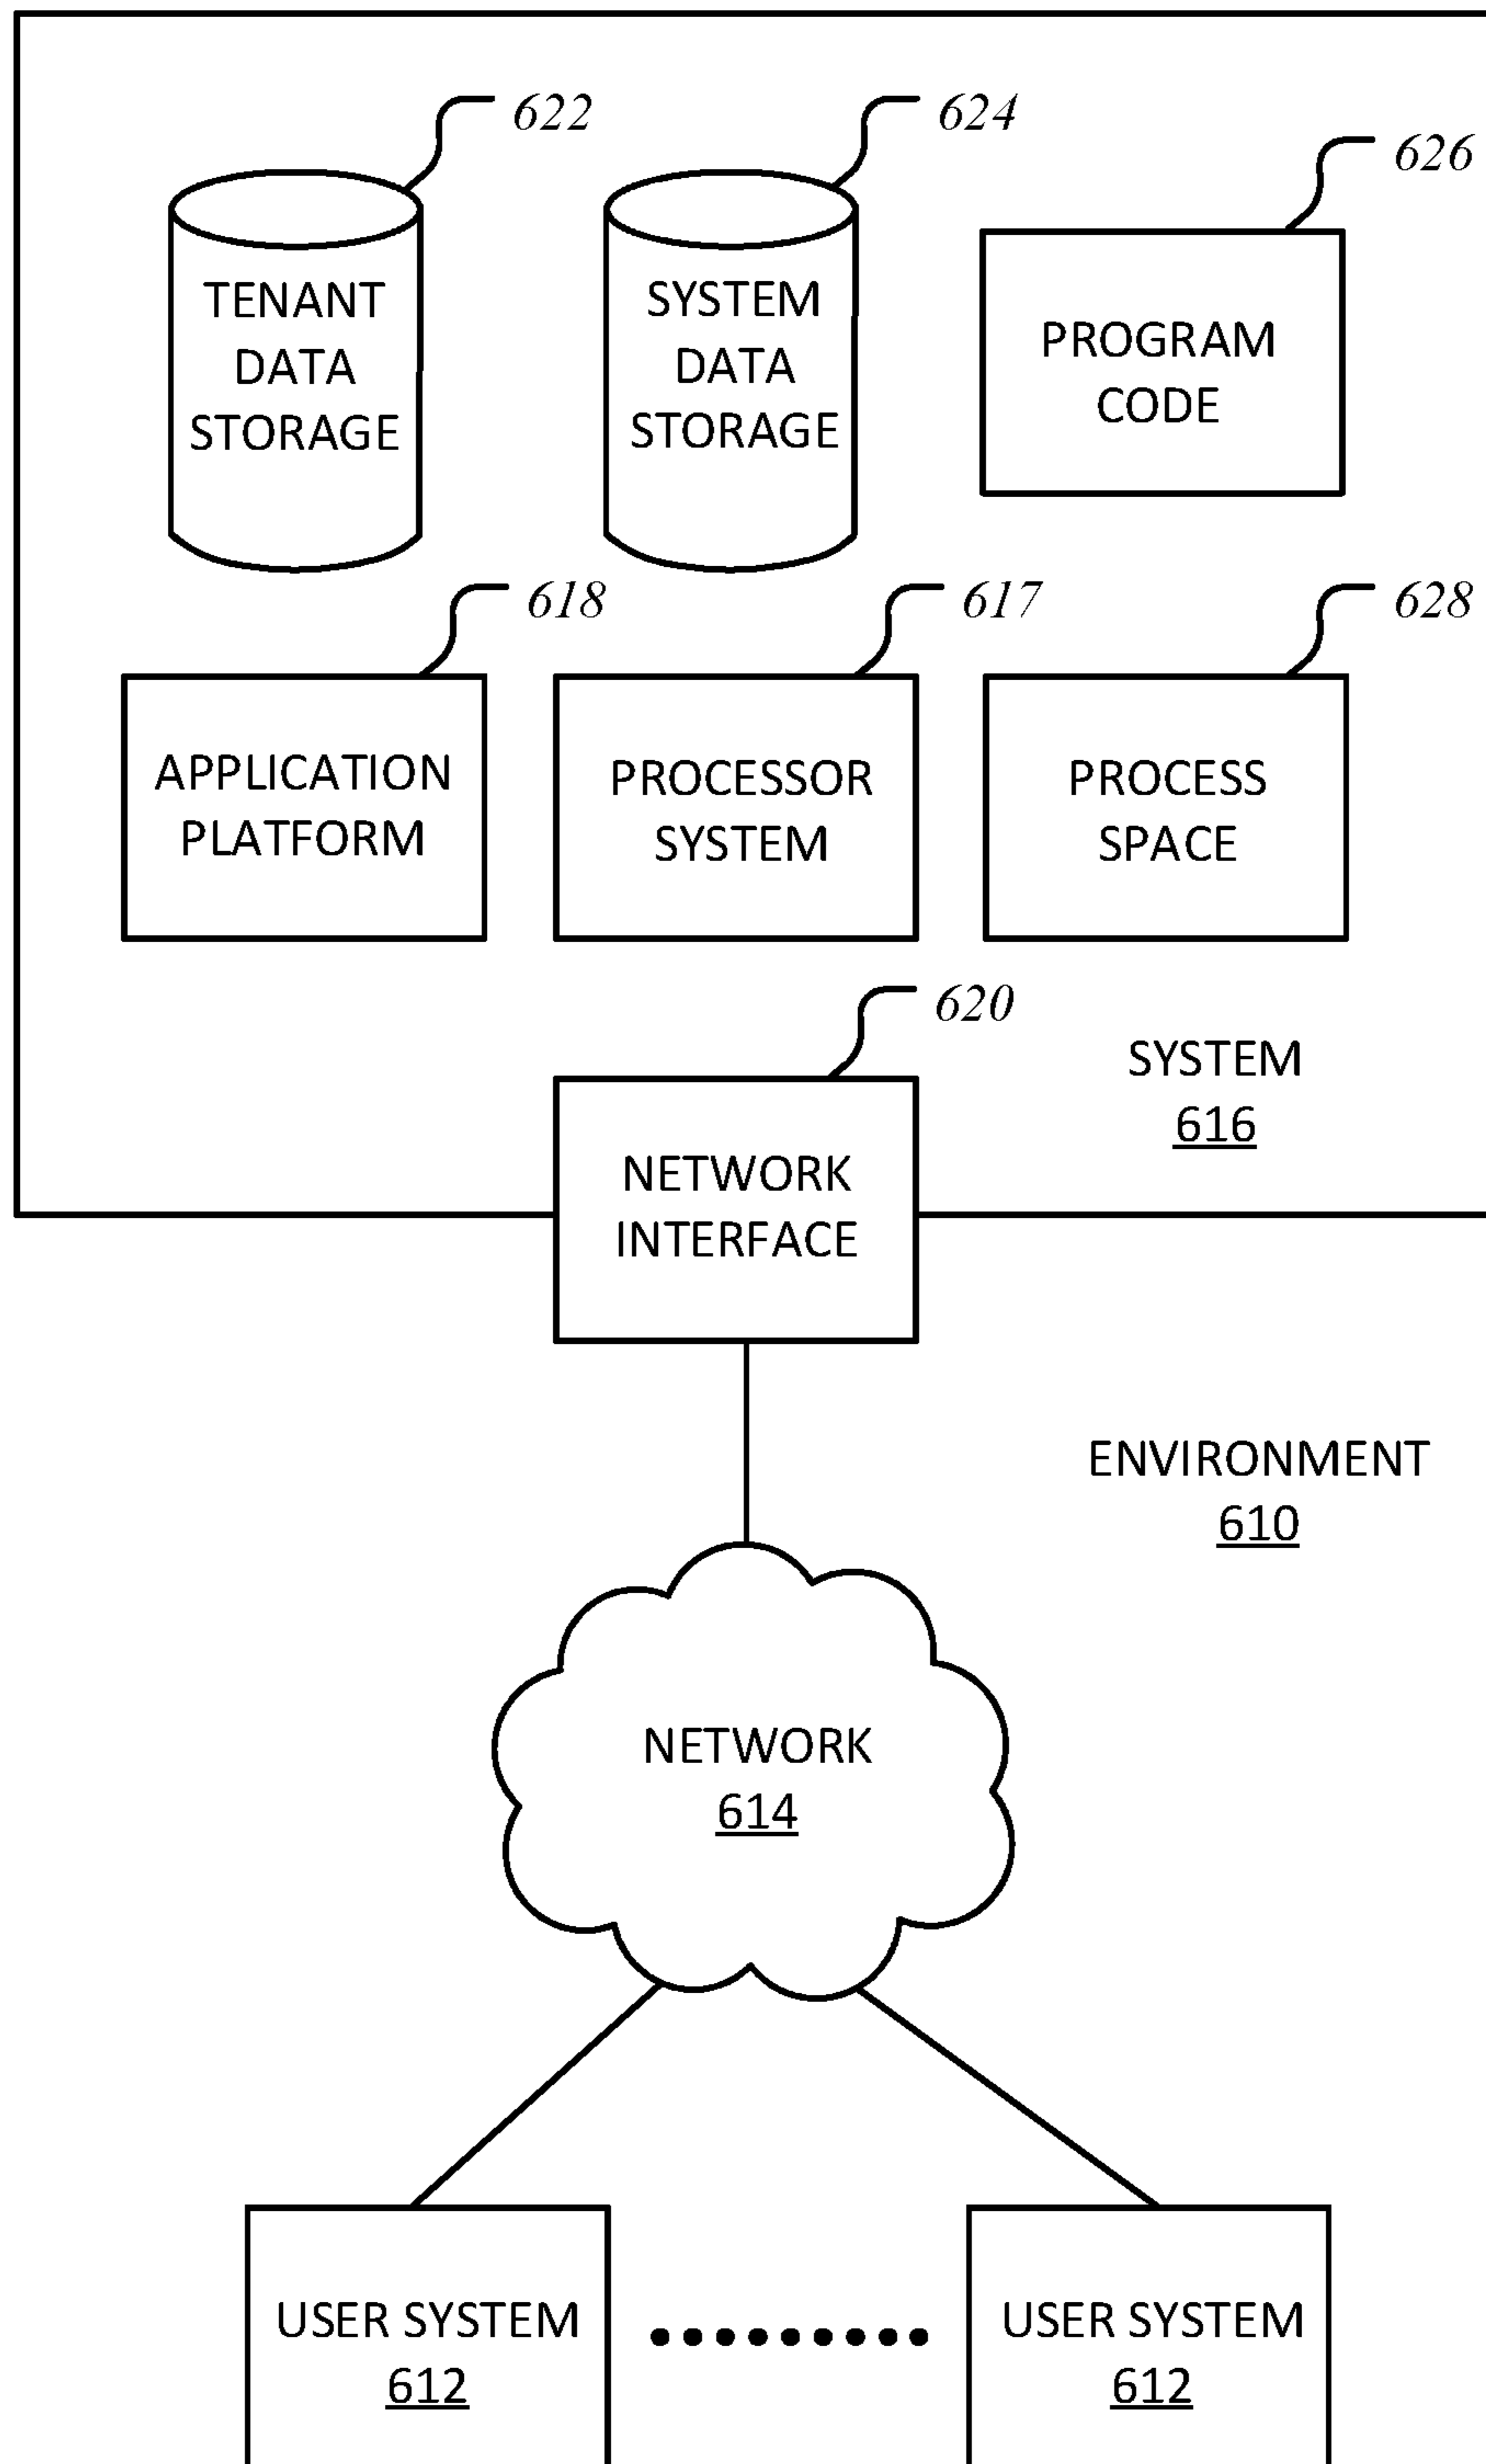 622
624
626
TENANT
DATA
STORAGE
SYSTEM
DATA
STORAGE
PROGRAM
CODE
618
617
628
APPLICATION
PLATFORM
PROCESSOR
SYSTEM
PROCESS
SPACE
620
SYSTEM
616
NETWORK
INTERFACE
ENVIRONMENT
610
NETWORK
614
USER SYSTEM
612
USER SYSTEM
612